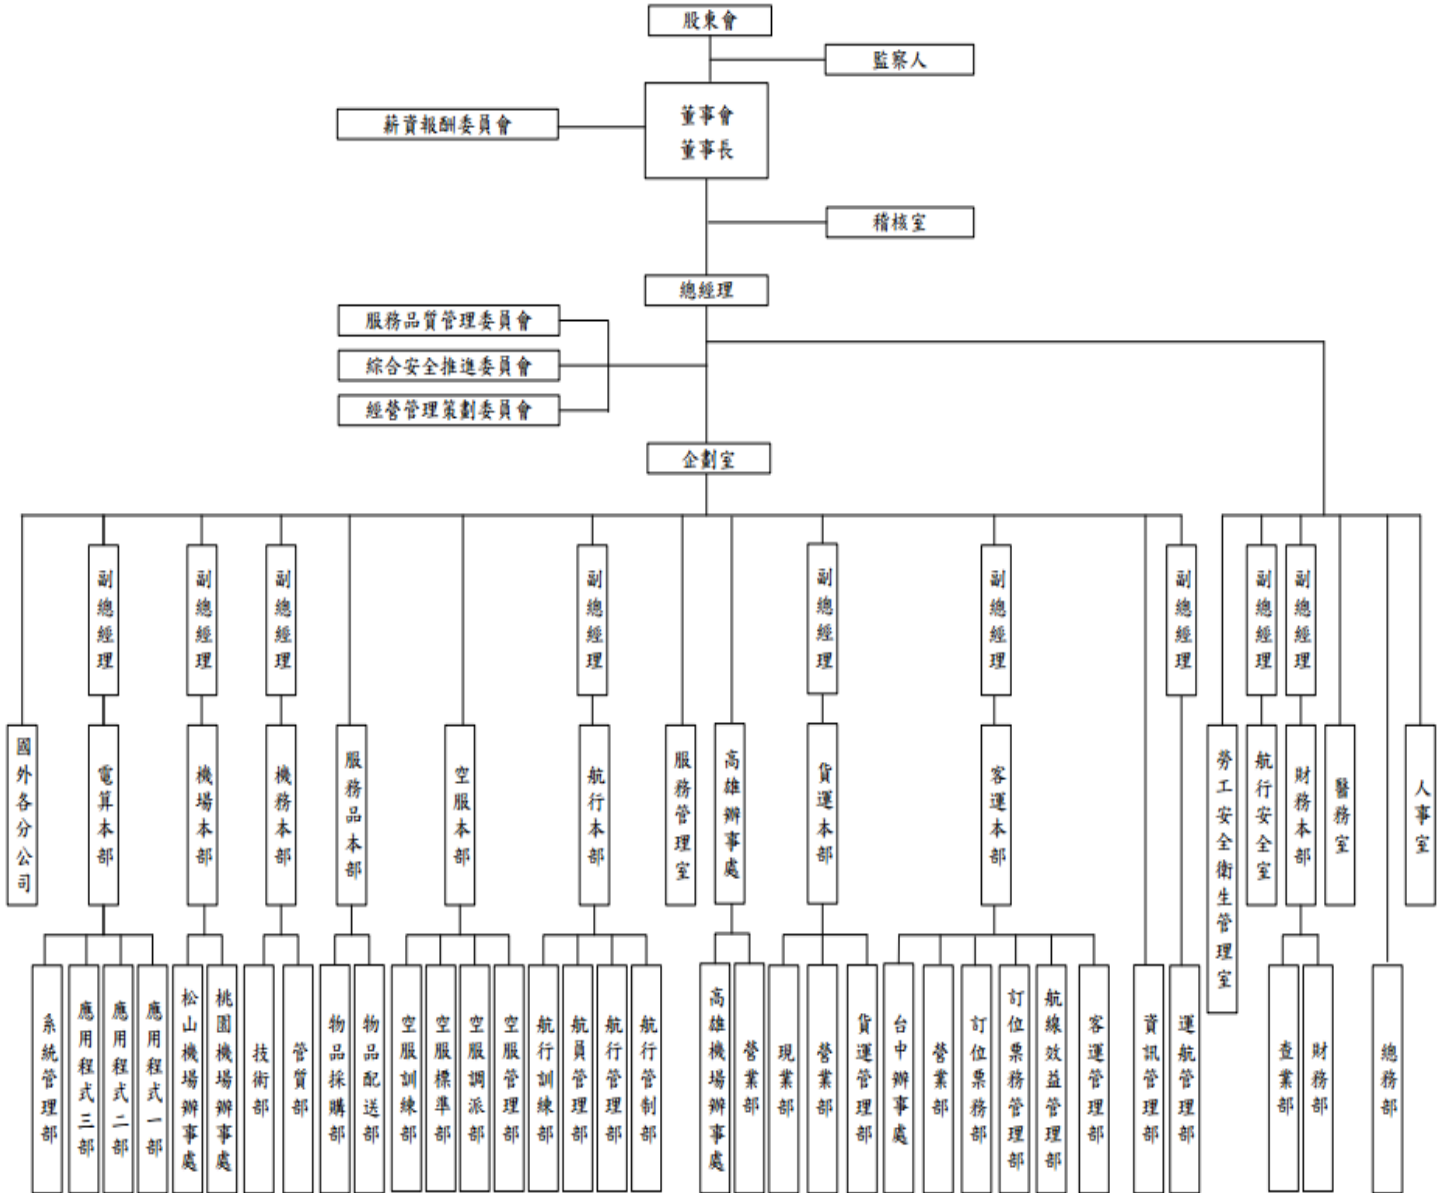 股東會
監察人
董事會
董事長
薪資報酬委員會
稽核室
總經理
服務品質管理委員會
綜合安全推進委員會
經營管理策劃委員會
企劃室
副總經理
副總經理
副總經理
副總經理
副總經理
副總經理
副總經理
副總經理
副總經理
國外各分公司
電算本部
機場本部
機務本部
服務品本部
空服本部
航行本部
服務管理室
高雄辦事處
貨運本部
客運本部
勞工安全衛生管理室
航行安全室
財務本部
醫務室
人事室
系統管理部
應用程式三部
應用程式二部
應用程式一部
松山機場辦事處
桃園機場辦事處
技術部
管質部
物品採購部
物品配送部
空服訓練部
空服標準部
空服調派部
空服管理部
航行訓練部
航員管理部
航行管理部
航行管制部
高雄機場辦事處
營業部
現業部
營業部
貨運管理部
台中辦事處
營業部
訂位票務部
訂位票務管理部
航線效益管理部
客運管理部
資訊管理部
運航管理部
查業部
財務部
總務部